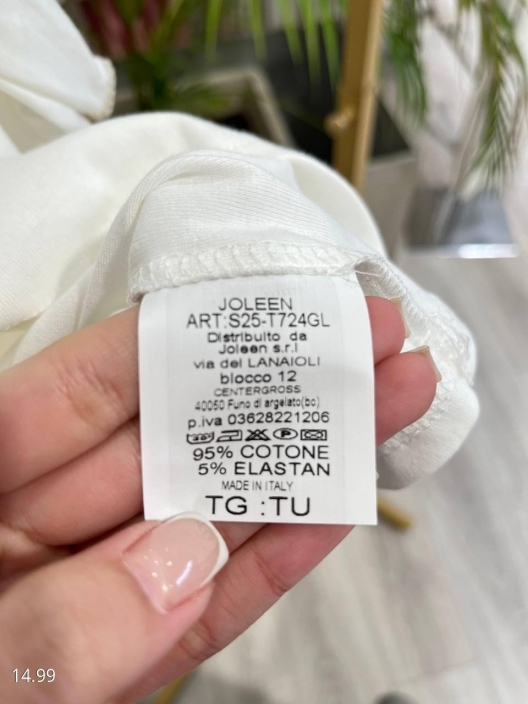 JOLEEN
ART:S25-T724GL
Distribuito da
Joleen s.r.l
via dei LANAIOLI
blocco 12
CENTERGROSS
40050 Funo di argelato(bo)
p.iva 03628221206
95% COTONE
5% ELASTAN
MADE IN ITALY
TG :TU
14.99